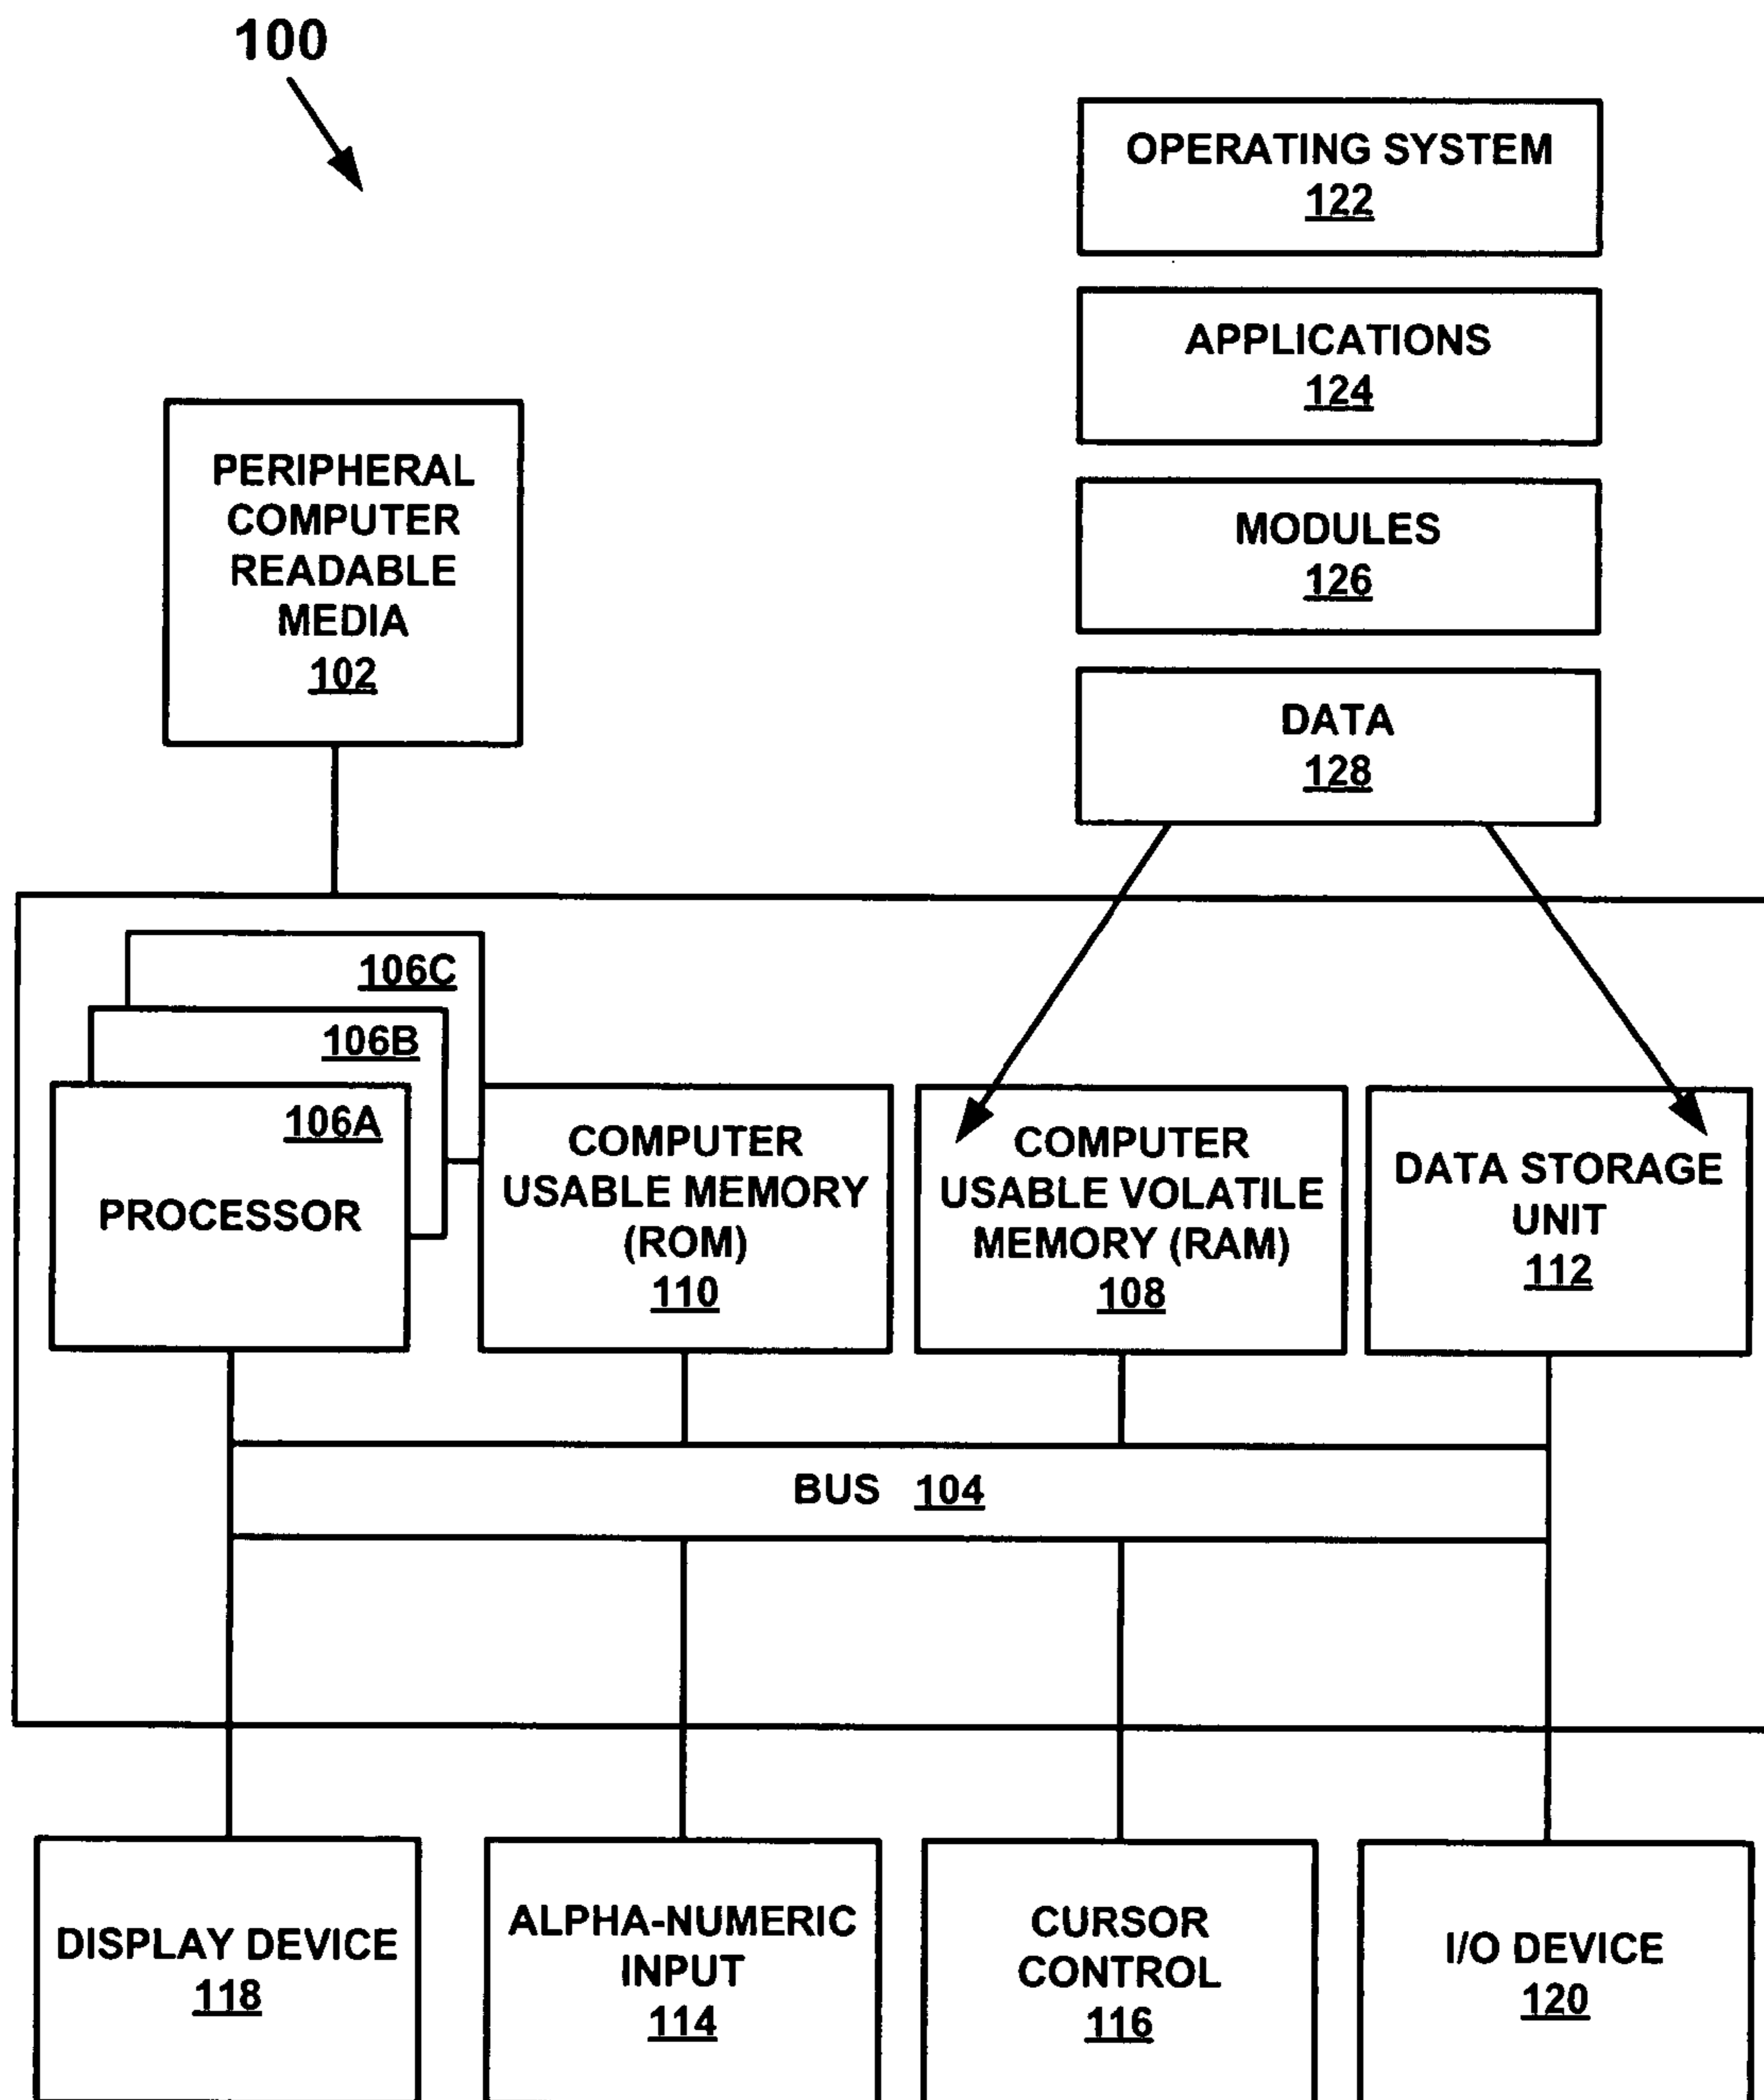 100
OPERATING SYSTEM
122
APPLICATIONS
124
PERIPHERAL
COMPUTER
READABLE
MEDIA
102
MODULES
126
DATA
128
106C
106B
106A
PROCESSOR
COMPUTER
USABLE MEMORY
(ROM)
110
COMPUTER
USABLE VOLATILE
MEMORY (RAM)
108
DATA STORAGE
UNIT
112
BUS 104
DISPLAY DEVICE
118
ALPHA-NUMERIC
INPUT
114
CURSOR
CONTROL
116
I/O DEVICE
120